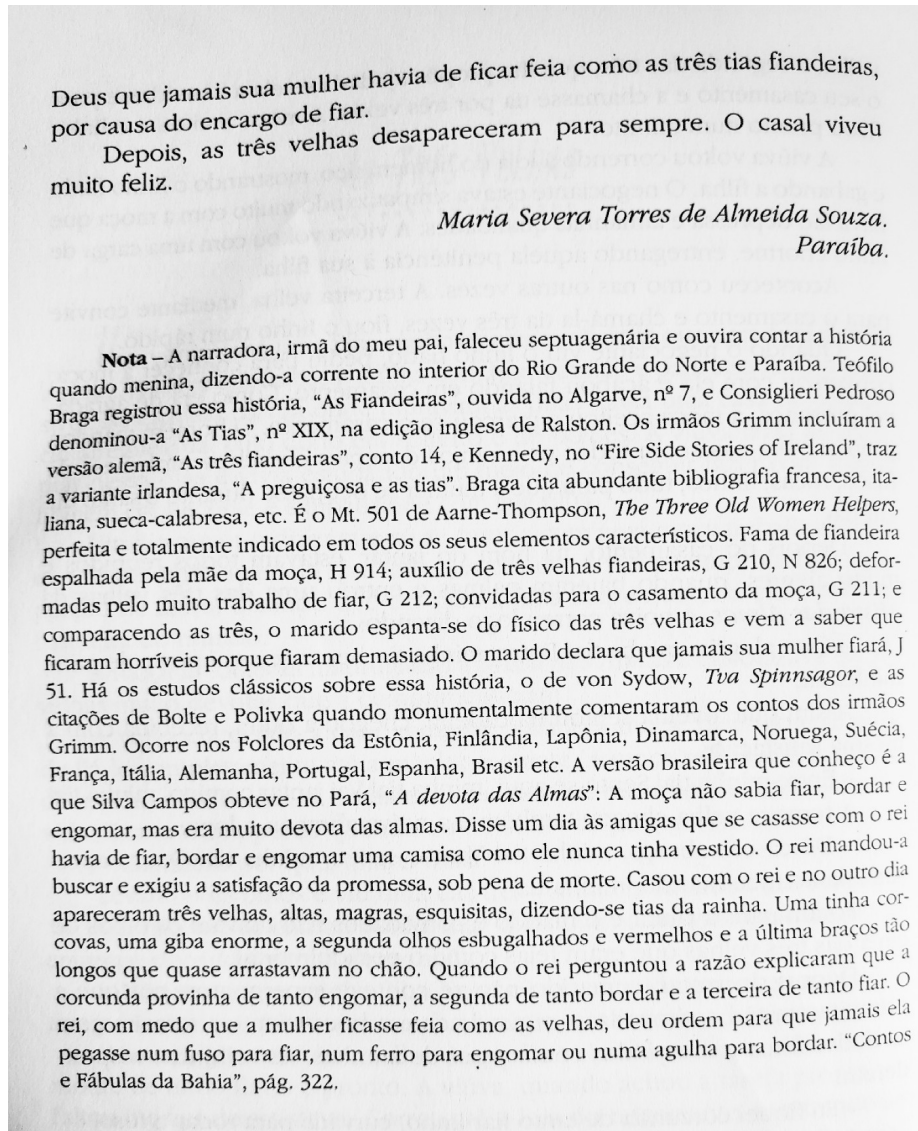 Deus que jamais sua mulher havia de ficar feia como as três tias fiandeiras,
por causa do encargo de fiar.
Depois, as três velhas desapareceram para sempre. O casal viveu
muito feliz.
Maria Severa Torres de Almeida Souza.
Paraíba.
Nota – A narradora, irmã do meu pai, faleceu septuagenária e ouvira contar a história
quando menina, dizendo-a corrente no interior do Rio Grande do Norte e Paraíba. Teófilo
Braga registrou essa história, “As Fiandeiras”, ouvida no Algarve, nº 7, e Consiglieri Pedroso
denominou-a “As Tias”, nº XIX, na edição inglesa de Ralston. Os irmãos Grimm incluíram a
versão alemã, “As três fiandeiras”, conto 14, e Kennedy, no “Fire Side Stories of Ireland”, traz
a variante irlandesa, “A preguiçosa e as tias”. Braga cita abundante bibliografia francesa, ita-
liana, sueca-calabresa, etc. É o Mt. 501 de Aarne-Thompson, The Three Old Women Helpers,
perfeita e totalmente indicado em todos os seus elementos característicos. Fama de fiandeira
espalhada pela mãe da moça, H 914; auxílio de três velhas fiandeiras, G 210, N 826; defor-
madas pelo muito trabalho de fiar, G 212; convidadas para o casamento da moça, G 211; e
comparacendo as três, o marido espanta-se do físico das três velhas e vem a saber que
ficaram horríveis porque fiaram demasiado. O marido declara que jamais sua mulher fiará, J
51. Há os estudos clássicos sobre essa história, o de von Sydow, Tva Spinnsagor, e as
citações de Bolte e Polivka quando monumentalmente comentaram os contos dos irmãos
Grimm. Ocorre nos Folclores da Estônia, Finlândia, Lapônia, Dinamarca, Noruega, Suécia,
França, Itália, Alemanha, Portugal, Espanha, Brasil etc. A versão brasileira que conheço é a
que Silva Campos obteve no Pará, “A devota das Almas”: A moça não sabia fiar, bordar e
engomar, mas era muito devota das almas. Disse um dia às amigas que se casasse com o rei
havia de fiar, bordar e engomar uma camisa como ele nunca tinha vestido. O rei mandou-a
buscar e exigiu a satisfação da promessa, sob pena de morte. Casou com o rei e no outro dia
apareceram três velhas, altas, magras, esquisitas, dizendo-se tias da rainha. Uma tinha cor-
covas, uma giba enorme, a segunda olhos esbugalhados e vermelhos e a última braços tão
longos que quase arrastavam no chão. Quando o rei perguntou a razão explicaram que a
corcunda provinha de tanto engomar, a segunda de tanto bordar e a terceira de tanto fiar. O
rei, com medo que a mulher ficasse feia como as velhas, deu ordem para que jamais ela
pegasse num fuso para fiar, num ferro para engomar ou numa agulha para bordar. “Contos
e Fábulas da Bahia”, pág. 322.